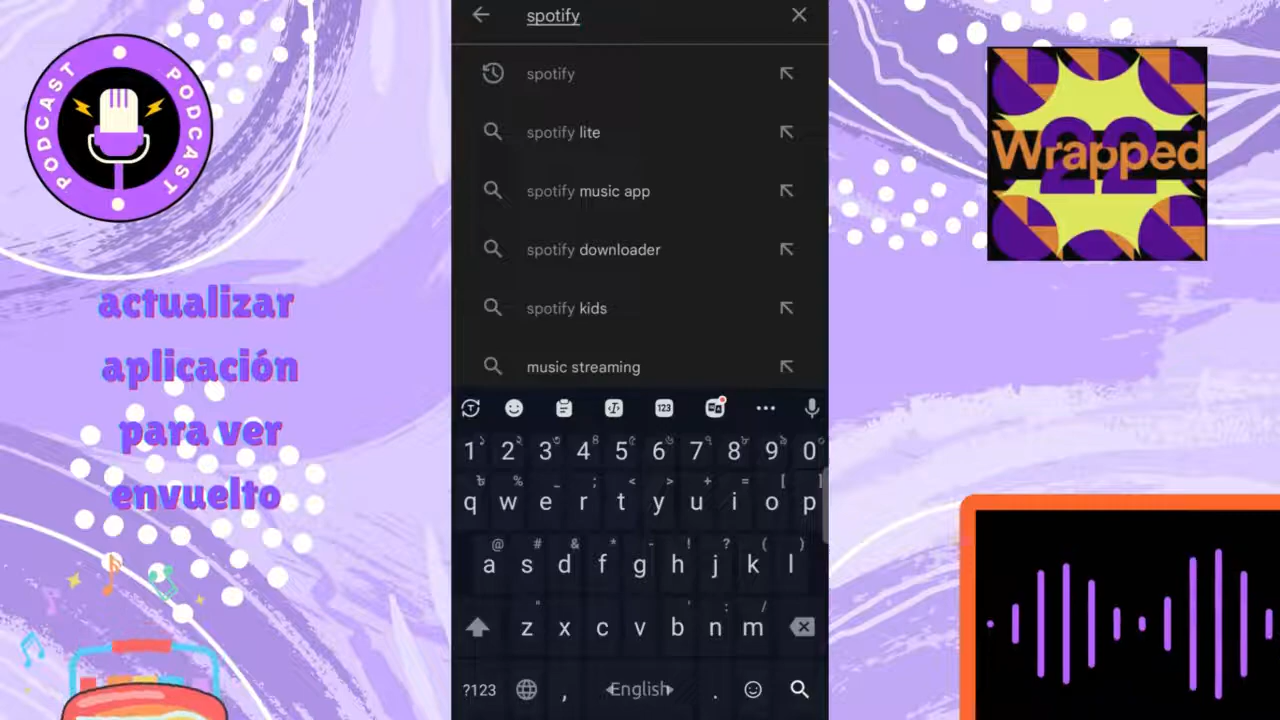 PODCAST
PODCAST
actualizar
aplicación
para ver
envuelto
spotify
spotify
spotify lite
spotify music app
spotify downloader
spotify kids
music streaming
123
1 2 3 4 5 6 7 8 9 0
q w e r t y u i o p
a s d f g h j k l
z x c v b n m
?123 , English .
22
Wrapped